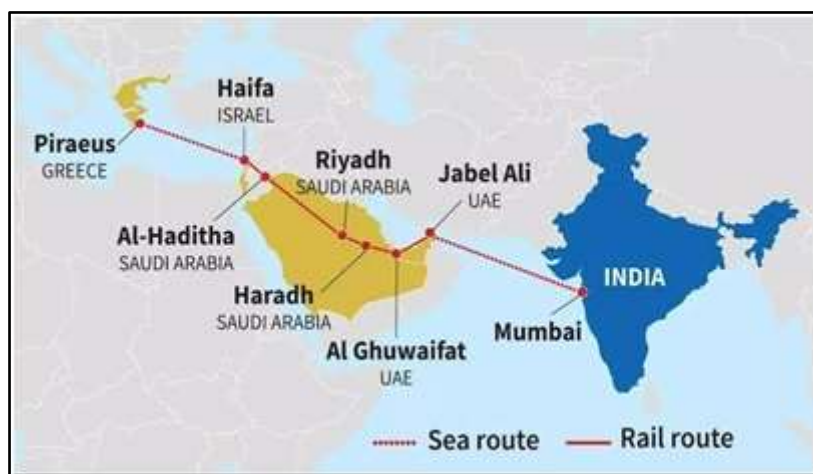 Haifa
ISRAEL
Piraeus
GREECE
Riyadh
SAUDI ARABIA
Jabel Ali
UAE
Al-Haditha
SAUDI ARABIA
Haradh
SAUDI ARABIA
Al Ghuwaifat
UAE
INDIA
Mumbai
Sea route
Rail route